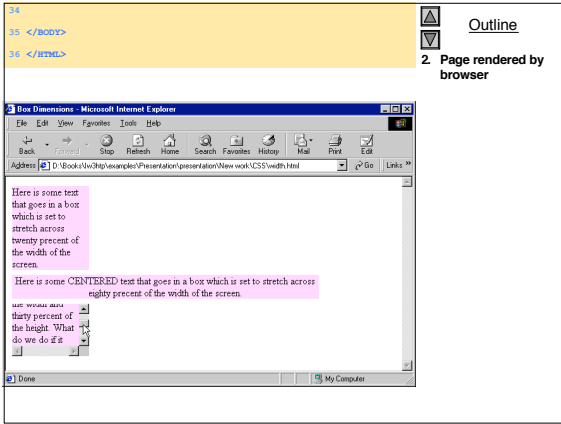 34
35 </BODY>
36 </HTML>
Outline
2. Page rendered by
browser
Box Dimensions - Microsoft Internet Explorer
File Edit View Favorites Tools Help
Back Forward Stop Refresh Home Search Favorites History Mail Print Edit
Address D:\Books\Iw3htp\examples\Presentation\presentation\New work\CSS\width.html Go Links »
Here is some text
that goes in a box
which is set to
stretch across
twenty precent of
the width of the
screen.
Here is some CENTERED text that goes in a box which is set to stretch across
eighty precent of the width of the screen.
the width and
thirty percent of
the height. What
do we do if it
Done My Computer